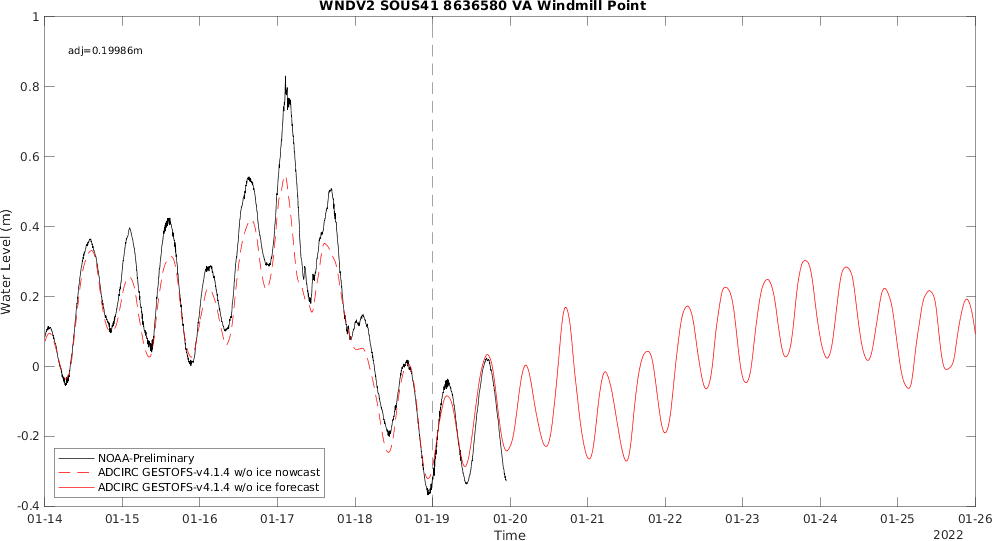 WNDV2 SOUS41 8636580 VA Windmill Point
adj=0.19986m
1
0.8
0.6
0.4
0.2
0
-0.2
-0.4
Water Level (m)
NOAA-Preliminary
ADCIRC GESTOFS-v4.1.4 w/o ice nowcast
ADCIRC GESTOFS-v4.1.4 w/o ice forecast
01-14 01-15 01-16 01-17 01-18 01-19 01-20 01-21 01-22 01-23 01-24 01-25 01-26
Time
2022